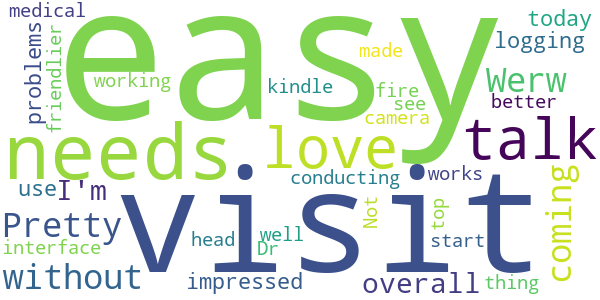 medical
easy
today
logging
problems
friendlier
working
kindle
made
fire
see
camera
Werw
better
needs
love
talk
use
I'm
conducting
works
visit
coming
Pretty
interface
without
head
well
Dr
impressed
Not
top
start
overall
thing